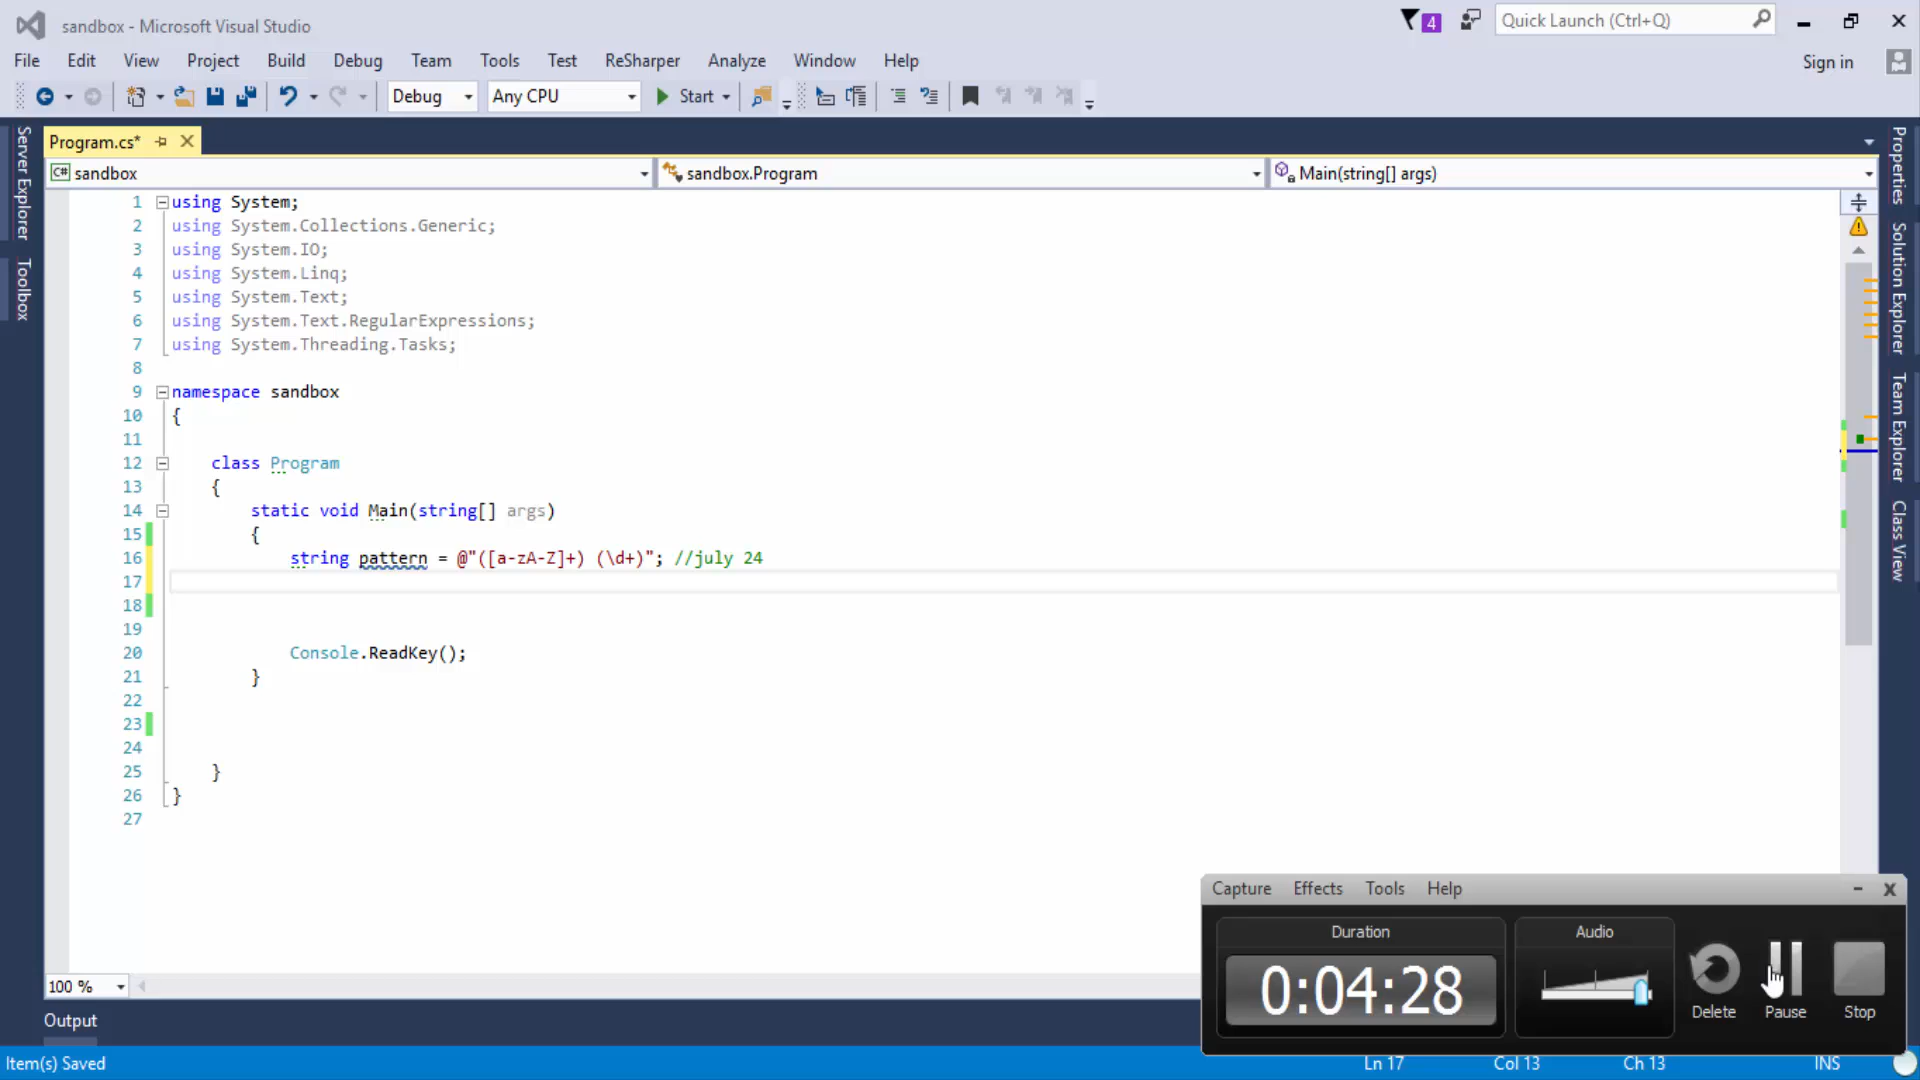 sandbox - Microsoft Visual Studio
4
Quick Launch (Ctrl+Q)
File Edit View Project Build Debug Team Tools Test ReSharper Analyze Window Help
Sign in
Debug Any CPU Start
Program.cs*
sandbox sandbox.Program Main(string[] args)
Server Explorer
Toolbox
Properties
Solution Explorer
Team Explorer
Class View
1 using System;
2 using System.Collections.Generic;
3 using System.IO;
4 using System.Linq;
5 using System.Text;
6 using System.Text.RegularExpressions;
7 using System.Threading.Tasks;
8
9 namespace sandbox
10 {
11
12 class Program
13 {
14 static void Main(string[] args)
15 {
16 string pattern = @"([a-zA-Z]+) (\d+)"; //july 24
17
18
19
20 Console.ReadKey();
21 }
22
23
24
25 }
26 }
27
100 %
Capture Effects Tools Help
Duration Audio
0:04:28
Delete Pause Stop
Output
Item(s) Saved Ln 17 Col 13 Ch 13 INS